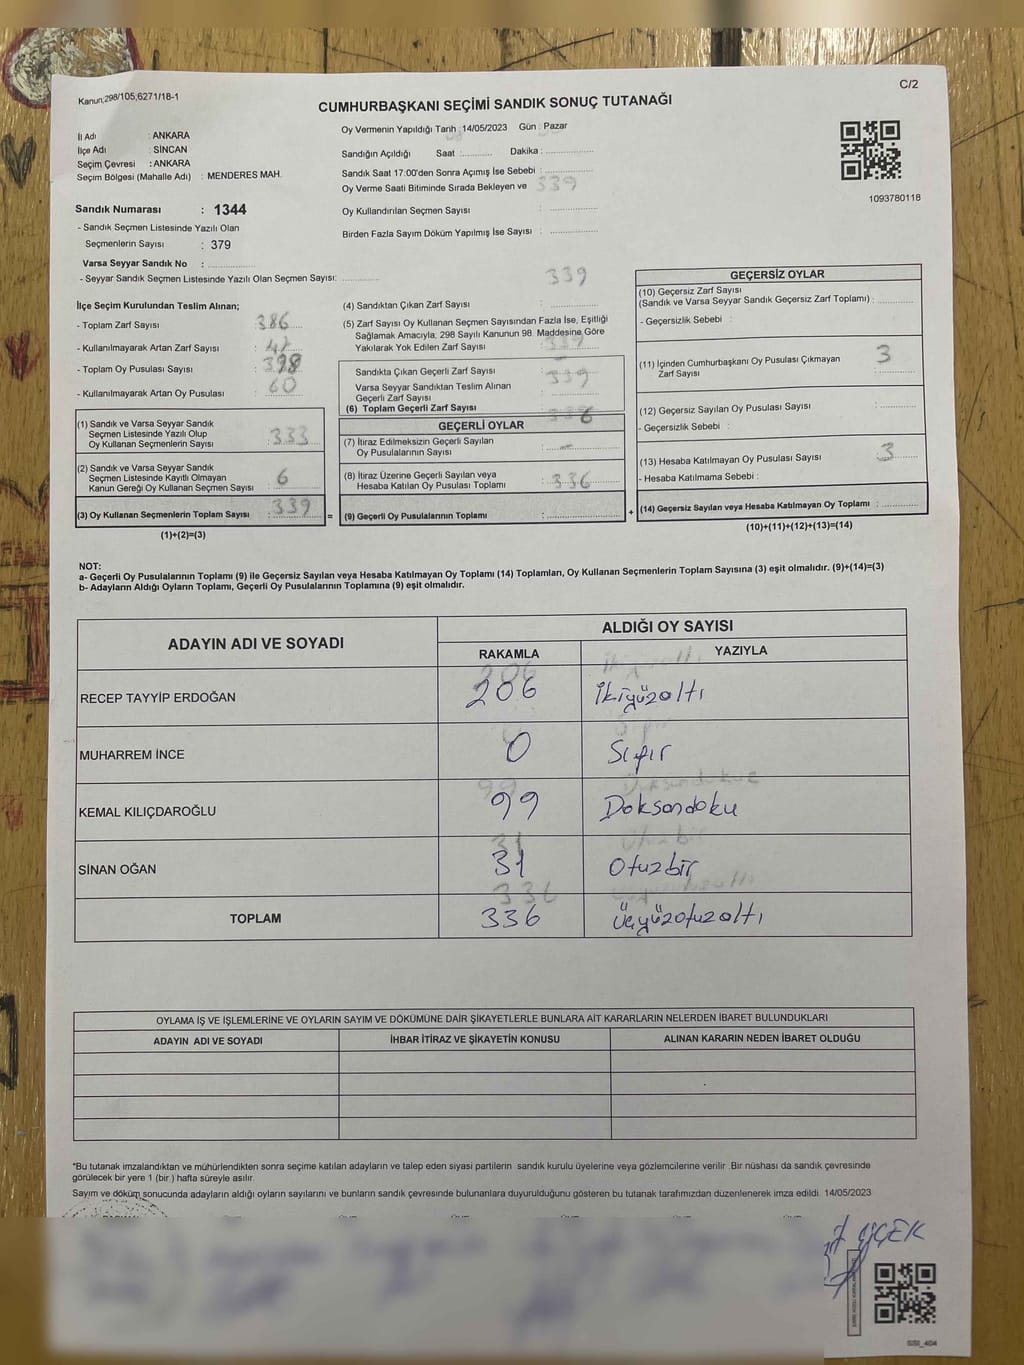 Kanun;298/105;6271/18-1
C/2
CUMHURBAŞKANI SEÇİMİ SANDIK SONUÇ TUTANAĞI
İl Adı : ANKARA
İlçe Adı : SİNCAN
Seçim Çevresi : ANKARA
Seçim Bölgesi (Mahalle Adı) : MENDERES MAH.
Oy Vermenin Yapıldığı Tarih : 14/05/2023 Gün : Pazar
Sandığın Açıldığı Saat :........... Dakika :................
Sandık Saat 17:00'den Sonra Açımış İse Sebebi :................
Oy Verme Saati Bitiminde Sırada Bekleyen ve 339
Oy Kullandırılan Seçmen Sayısı :................
Birden Fazla Sayım Döküm Yapılmış İse Sayısı :................
1093780118
Sandık Numarası : 1344
- Sandık Seçmen Listesinde Yazılı Olan
Seçmenlerin Sayısı : 379
Varsa Seyyar Sandık No :................
- Seyyar Sandık Seçmen Listesinde Yazılı Olan Seçmen Sayısı:............
İlçe Seçim Kurulundan Teslim Alınan;
- Toplam Zarf Sayısı : 386
- Kullanılmayarak Artan Zarf Sayısı : 47
- Toplam Oy Pusulası Sayısı : 398
- Kullanılmayarak Artan Oy Pusulası : 60
(1) Sandık ve Varsa Seyyar Sandık
Seçmen Listesinde Yazılı Olup
Oy Kullanan Seçmenlerin Sayısı : 333
(2) Sandık ve Varsa Seyyar Sandık
Seçmen Listesinde Kayıtlı Olmayan
Kanun Gereği Oy Kullanan Seçmen Sayısı : 6
(3) Oy Kullanan Seçmenlerin Toplam Sayısı : 339
(1)+(2)=(3)
339
(4) Sandıktan Çıkan Zarf Sayısı :
(5) Zarf Sayısı Oy Kullanan Seçmen Sayısından Fazla İse, Eşitliği
Sağlamak Amacıyla, 298 Sayılı Kanunun 98. Maddesine Göre
Yakılarak Yok Edilen Zarf Sayısı : 339
Sandıkta Çıkan Geçerli Zarf Sayısı : 339
Varsa Seyyar Sandıktan Teslim Alınan
Geçerli Zarf Sayısı :
(6) Toplam Geçerli Zarf Sayısı
GEÇERLİ OYLAR
(7) İtiraz Edilmeksizin Geçerli Sayılan
Oy Pusulalarının Sayısı : -
(8) İtiraz Üzerine Geçerli Sayılan veya
Hesaba Katılan Oy Pusulası Toplamı : 336
= (9) Geçerli Oy Pusulalarının Toplamı :
GEÇERSİZ OYLAR
(10) Geçersiz Zarf Sayısı
(Sandık ve Varsa Seyyar Sandık Geçersiz Zarf Toplamı) :
- Geçersizlik Sebebi :
(11) İçinden Cumhurbaşkanı Oy Pusulası Çıkmayan 3
Zarf Sayısı :
(12) Geçersiz Sayılan Oy Pusulası Sayısı :
- Geçersizlik Sebebi :
(13) Hesaba Katılmayan Oy Pusulası Sayısı : 3
- Hesaba Katılmama Sebebi :
+ (14) Geçersiz Sayılan veya Hesaba Katılmayan Oy Toplamı :
(10)+(11)+(12)+(13)=(14)
NOT:
a- Geçerli Oy Pusulalarının Toplamı (9) ile Geçersiz Sayılan veya Hesaba Katılmayan Oy Toplamı (14) Toplamları, Oy Kullanan Seçmenlerin Toplam Sayısına (3) eşit olmalıdır. (9)+(14)=(3)
b- Adayların Aldığı Oyların Toplamı, Geçerli Oy Pusulalarının Toplamına (9) eşit olmalıdır.
ADAYIN ADI VE SOYADI
ALDIĞI OY SAYISI
RAKAMLA YAZIYLA
RECEP TAYYİP ERDOĞAN 206 İkiyüzaltı
MUHARREM İNCE 0 Sıfır
KEMAL KILIÇDAROĞLU 99 Doksandoku
SİNAN OĞAN 31 Otuzbir
TOPLAM 336 Üçyüzotuzaltı
OYLAMA İŞ VE İŞLEMLERİNE VE OYLARIN SAYIM VE DÖKÜMÜNE DAİR ŞİKAYETLERLE BUNLARA AİT KARARLARIN NELERDEN İBARET BULUNDUKLARI
ADAYIN ADI VE SOYADI İHBAR İTİRAZ VE ŞİKAYETİN KONUSU ALINAN KARARIN NEDEN İBARET OLDUĞU
*Bu tutanak imzalandıktan ve mühürlendikten sonra seçime katılan adayların ve talep eden siyasi partilerin sandık kurulu üyelerine veya gözlemcilerine verilir .Bir nüshası da sandık çevresinde
görülecek bir yere 1 (bir ) hafta süreyle asılır.
Sayım ve döküm sonucunda adayların aldığı oyların sayılarını ve bunların sandık çevresinde bulunanlara duyurulduğunu gösteren bu tutanak tarafımızdan düzenlenerek imza edildi. 14/05/2023
ÇİÇEK